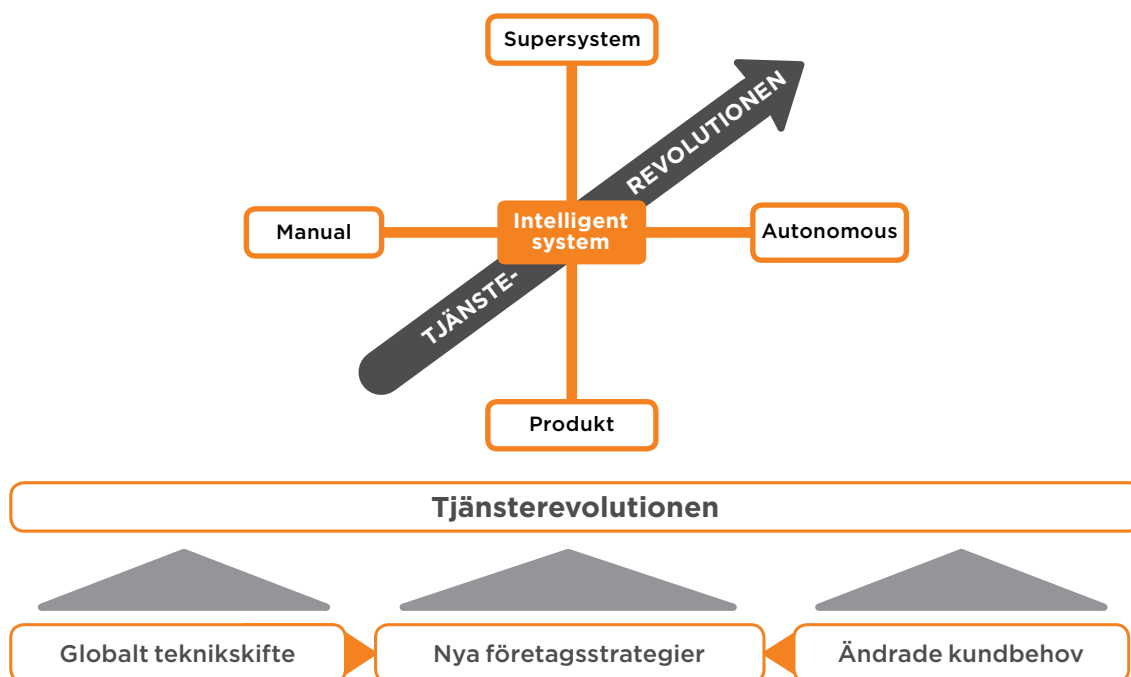 Supersystem
TJÄNSTE-
REVOLUTIONEN
Manual
Intelligent
system
Autonomous
Produkt
Tjänsterevolutionen
Globalt teknikskifte
Nya företagsstrategier
Ändrade kundbehov